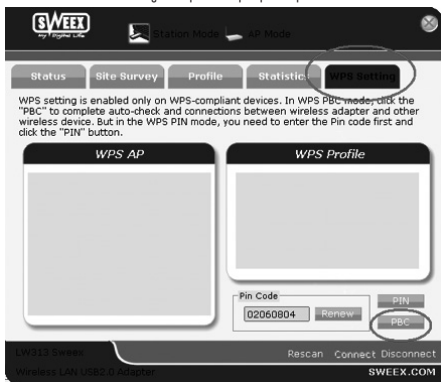 SWEEX
my Digital Life
Station Mode AP Mode
Status Site Survey Profile Statistics WPS Setting
WPS setting is enabled only on WPS-compliant devices. In WPS PBC mode, click the
"PBC" to complete auto-check and connections between wireless adapter and other
wireless device. But in the WPS PIN mode, you need to enter the Pin code first and
click the "PIN" button.
WPS AP WPS Profile
Pin Code
02060804 Renew PIN
PBC
LW313 Sweex Rescan Connect Disconnect
Wireless LAN USB2.0 Adapter SWEEX.COM